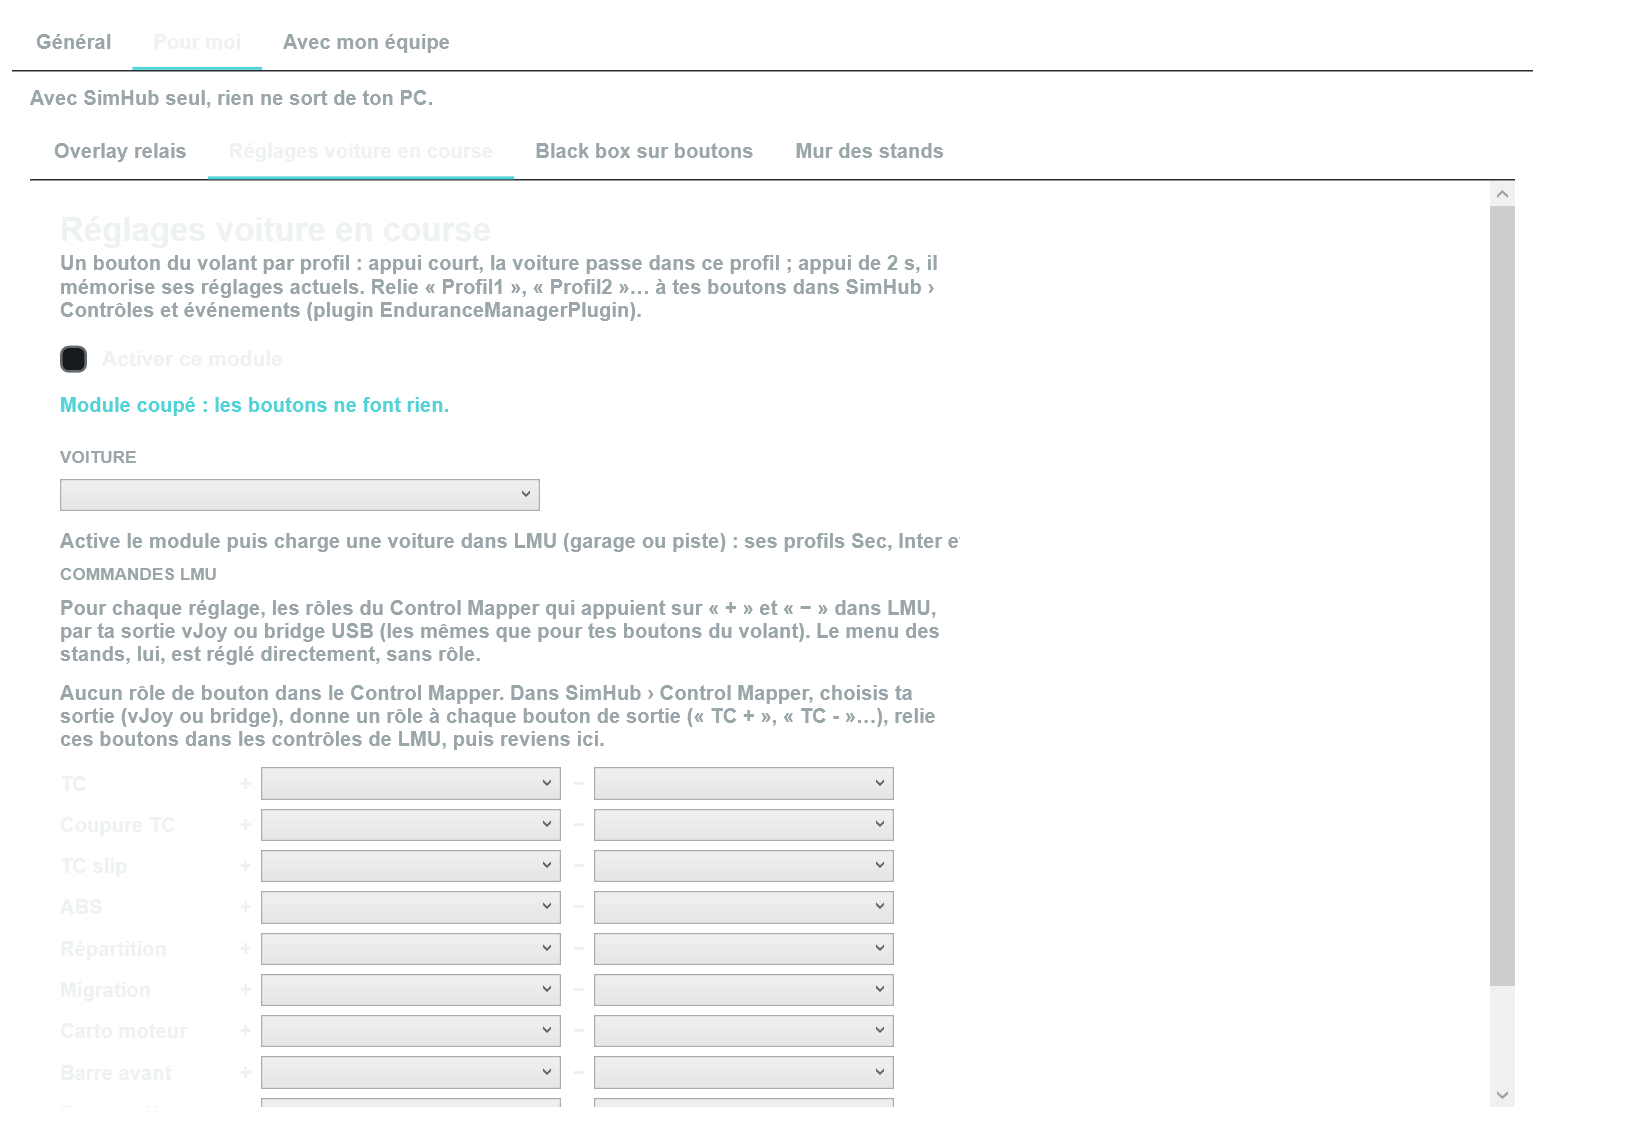 Général Pour moi Avec mon équipe
Avec SimHub seul, rien ne sort de ton PC.
Overlay relais Réglages voiture en course Black box sur boutons Mur des stands
Réglages voiture en course
Un bouton du volant par profil : appui court, la voiture passe dans ce profil ; appui de 2 s, il
mémorise ses réglages actuels. Relie « Profil1 », « Profil2 »… à tes boutons dans SimHub ›
Contrôles et événements (plugin EnduranceManagerPlugin).
Activer ce module
Module coupé : les boutons ne font rien.
VOITURE
Active le module puis charge une voiture dans LMU (garage ou piste) : ses profils Sec, Inter e
COMMANDES LMU
Pour chaque réglage, les rôles du Control Mapper qui appuient sur « + » et « − » dans LMU,
par ta sortie vJoy ou bridge USB (les mêmes que pour tes boutons du volant). Le menu des
stands, lui, est réglé directement, sans rôle.
Aucun rôle de bouton dans le Control Mapper. Dans SimHub › Control Mapper, choisis ta
sortie (vJoy ou bridge), donne un rôle à chaque bouton de sortie (« TC + », « TC - »…), relie
ces boutons dans les contrôles de LMU, puis reviens ici.
TC + −
Coupure TC + −
TC slip + −
ABS + −
Répartition + −
Migration + −
Carto moteur + −
Barre avant + −